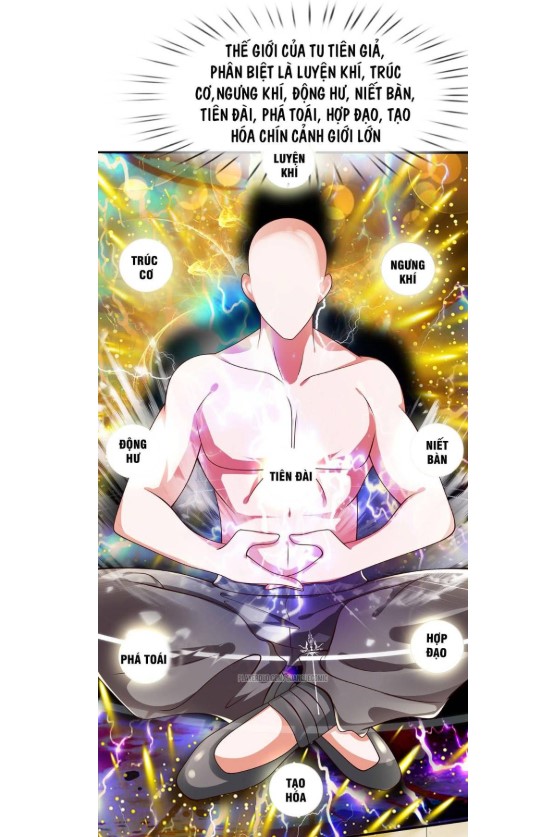 THẾ GIỚI CỦA TU TIÊN GIẢ,
PHÂN BIỆT LÀ LUYỆN KHÍ, TRÚC
CƠ,NGƯNG KHÍ, ĐỘNG HƯ, NIẾT BÀN,
TIÊN ĐÀI, PHÁ TOÁI, HỢP ĐẠO, TẠO
HÓA CHÍN CẢNH GIỚI LỚN
LUYỆN
KHÍ
TRÚC
CƠ
NGƯNG
KHÍ
ĐỘNG
HƯ
NIẾT
BÀN
TIÊN ĐÀI
PHÁ TOÁI
HỢP
ĐẠO
TẠO
HÓA